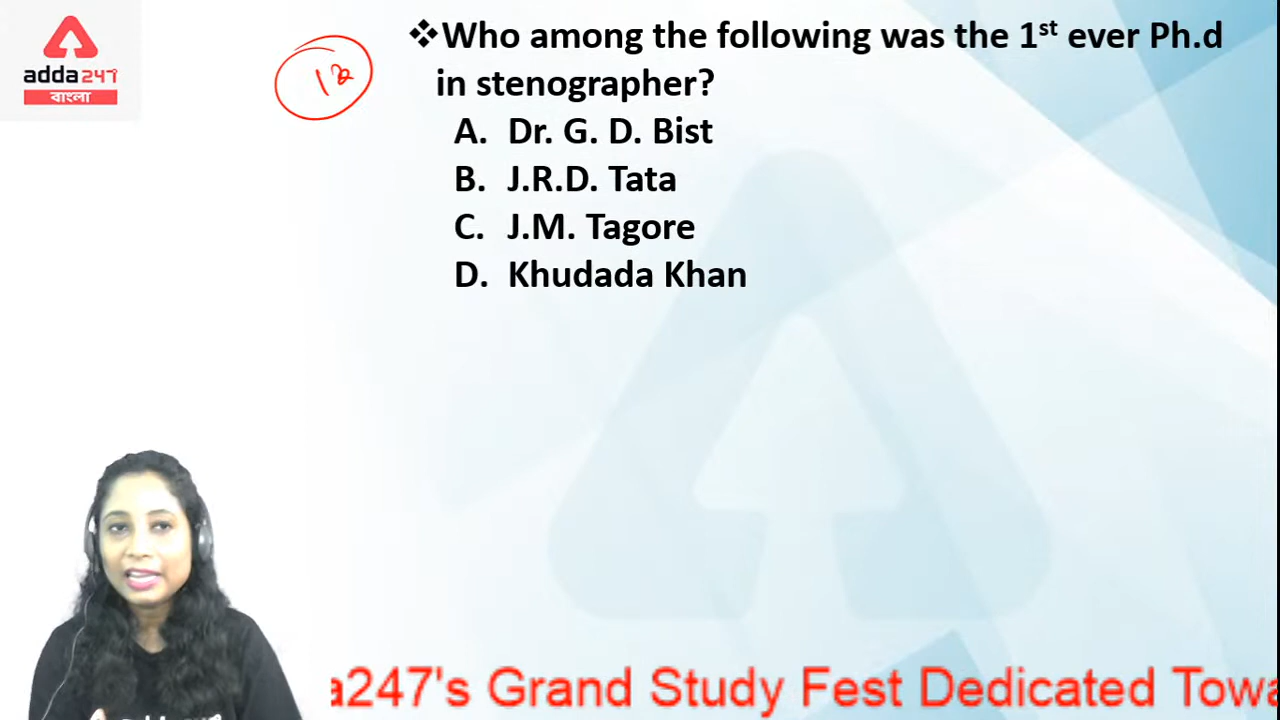 adda247
বাংলা
12
❖Who among the following was the 1st ever Ph.d
in stenographer?
A. Dr. G. D. Bist
B. J.R.D. Tata
C. J.M. Tagore
D. Khudada Khan
a247's Grand Study Fest Dedicated Towa